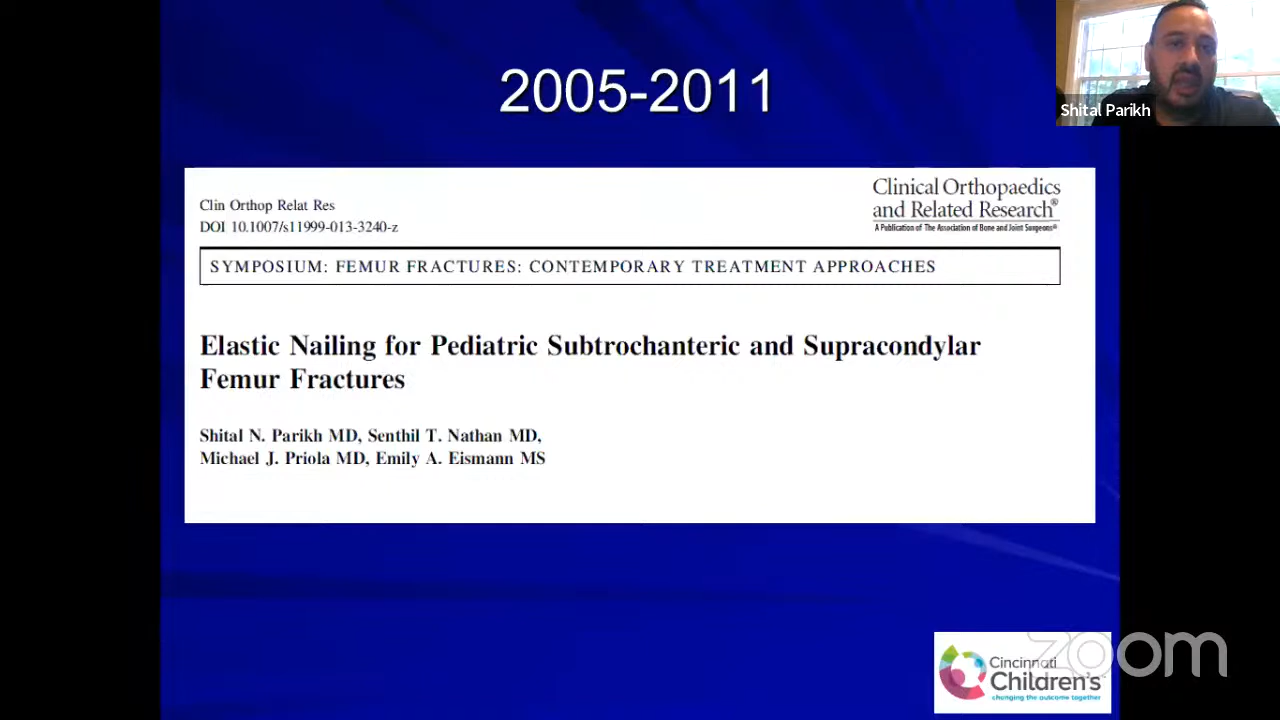 2005-2011
Shital Parikh
Clin Orthop Relat Res
DOI 10.1007/s11999-013-3240-z
Clinical Orthopaedics
and Related Research®
A Publication of The Association of Bone and Joint Surgeons®
SYMPOSIUM: FEMUR FRACTURES: CONTEMPORARY TREATMENT APPROACHES
Elastic Nailing for Pediatric Subtrochanteric and Supracondylar
Femur Fractures
Shital N. Parikh MD, Senthil T. Nathan MD,
Michael J. Priola MD, Emily A. Eismann MS
zoom
Cincinnati
Children's™
changing the outcome together